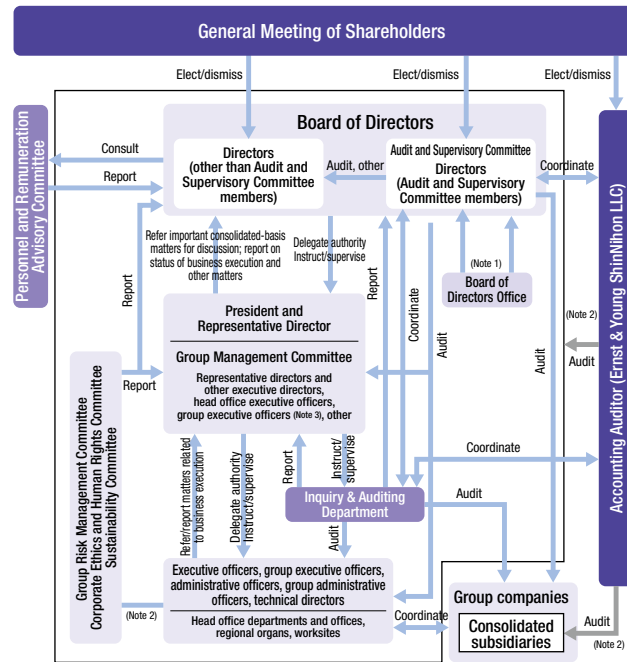 General Meeting of Shareholders
Elect/dismiss
Elect/dismiss
Elect/dismiss
Board of Directors
Personnel and Remuneration
Advisory Committee
Consult
Report
Directors
(other than Audit and
Supervisory Committee
members)
Audit, other
Audit and Supervisory Committee
Directors
(Audit and Supervisory
Committee members)
Coordinate
Accounting Auditor (Ernst & Young ShinNihon LLC)
Refer important consolidated-basis
matters for discussion; report on
status of business execution and
other matters
Delegate authority
Instruct/supervise
Report
Coordinate
Audit
(Note 1)
Board of
Directors Office
Audit
(Note 2)
Audit
Report
Report
President and
Representative Director
Group Management Committee
Representative directors and
other executive directors,
head office executive officers,
group executive officers (Note 3), other
Group Risk Management Committee
Corporate Ethics and Human Rights Committee
Sustainability Committee
Refer/report matters related
to business execution
Delegate authority
Instruct/supervise
Report
Instruct/
supervise
Coordinate
Inquiry & Auditing
Department
Audit
Audit
Executive officers, group executive officers,
administrative officers, group administrative
officers, technical directors
Head office departments and offices,
regional organs, worksites
(Note 2)
Coordinate
Group companies
Consolidated
subsidiaries
Audit
(Note 2)